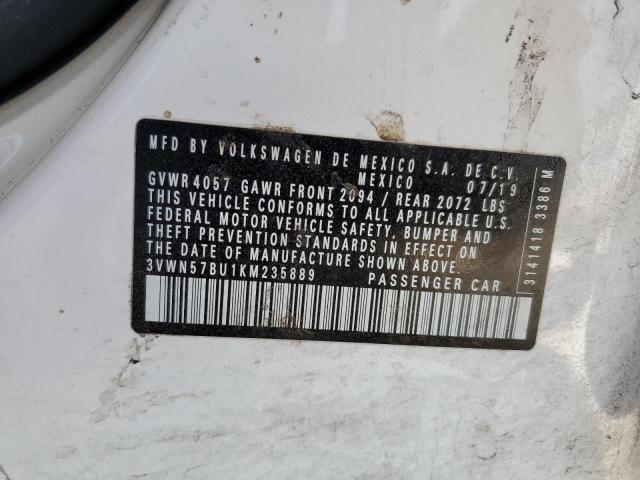 MFD BY VOLKSWAGEN DE MEXICO S.A. DE C.V.
MEXICO 07/19
GVWR 4057 GAWR FRONT 2094 / REAR 2072 LBS
THIS VEHICLE CONFORMS TO ALL APPLICABLE U.S.
FEDERAL MOTOR VEHICLE SAFETY, BUMPER AND
THEFT PREVENTION STANDARDS IN EFFECT ON
THE DATE OF MANUFACTURE SHOWN ABOVE.
3VWN57BU1KM235889 PASSENGER CAR
3141418 3386 M